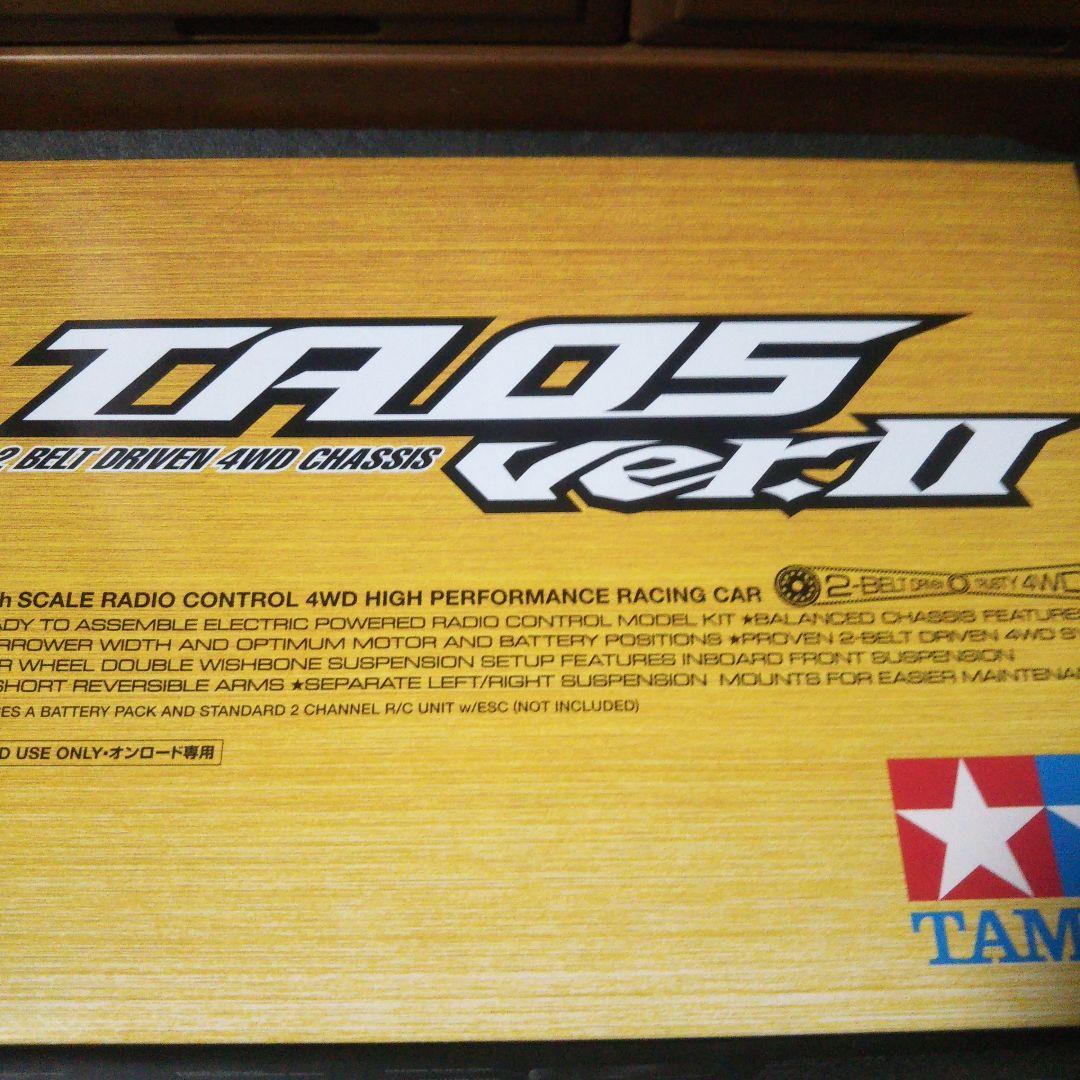 TA05
ver.II
2 BELT DRIVEN 4WD CHASSIS
h SCALE RADIO CONTROL 4WD HIGH PERFORMANCE RACING CAR 2-BELT DRIVEN TRUSTY 4WD
ADY TO ASSEMBLE ELECTRIC POWERED RADIO CONTROL MODEL KIT ★BALANCED CHASSIS FEATURES
RROWER WIDTH AND OPTIMUM MOTOR AND BATTERY POSITIONS ★PROVEN 2-BELT DRIVEN 4WD S
R WHEEL DOUBLE WISHBONE SUSPENSION SETUP FEATURES INBOARD FRONT SUSPENSION
SHORT REVERSIBLE ARMS ★SEPARATE LEFT/RIGHT SUSPENSION MOUNTS FOR EASIER MAINTENA
ES A BATTERY PACK AND STANDARD 2 CHANNEL R/C UNIT w/ESC (NOT INCLUDED)
D USE ONLY・オンロード専用
TAM